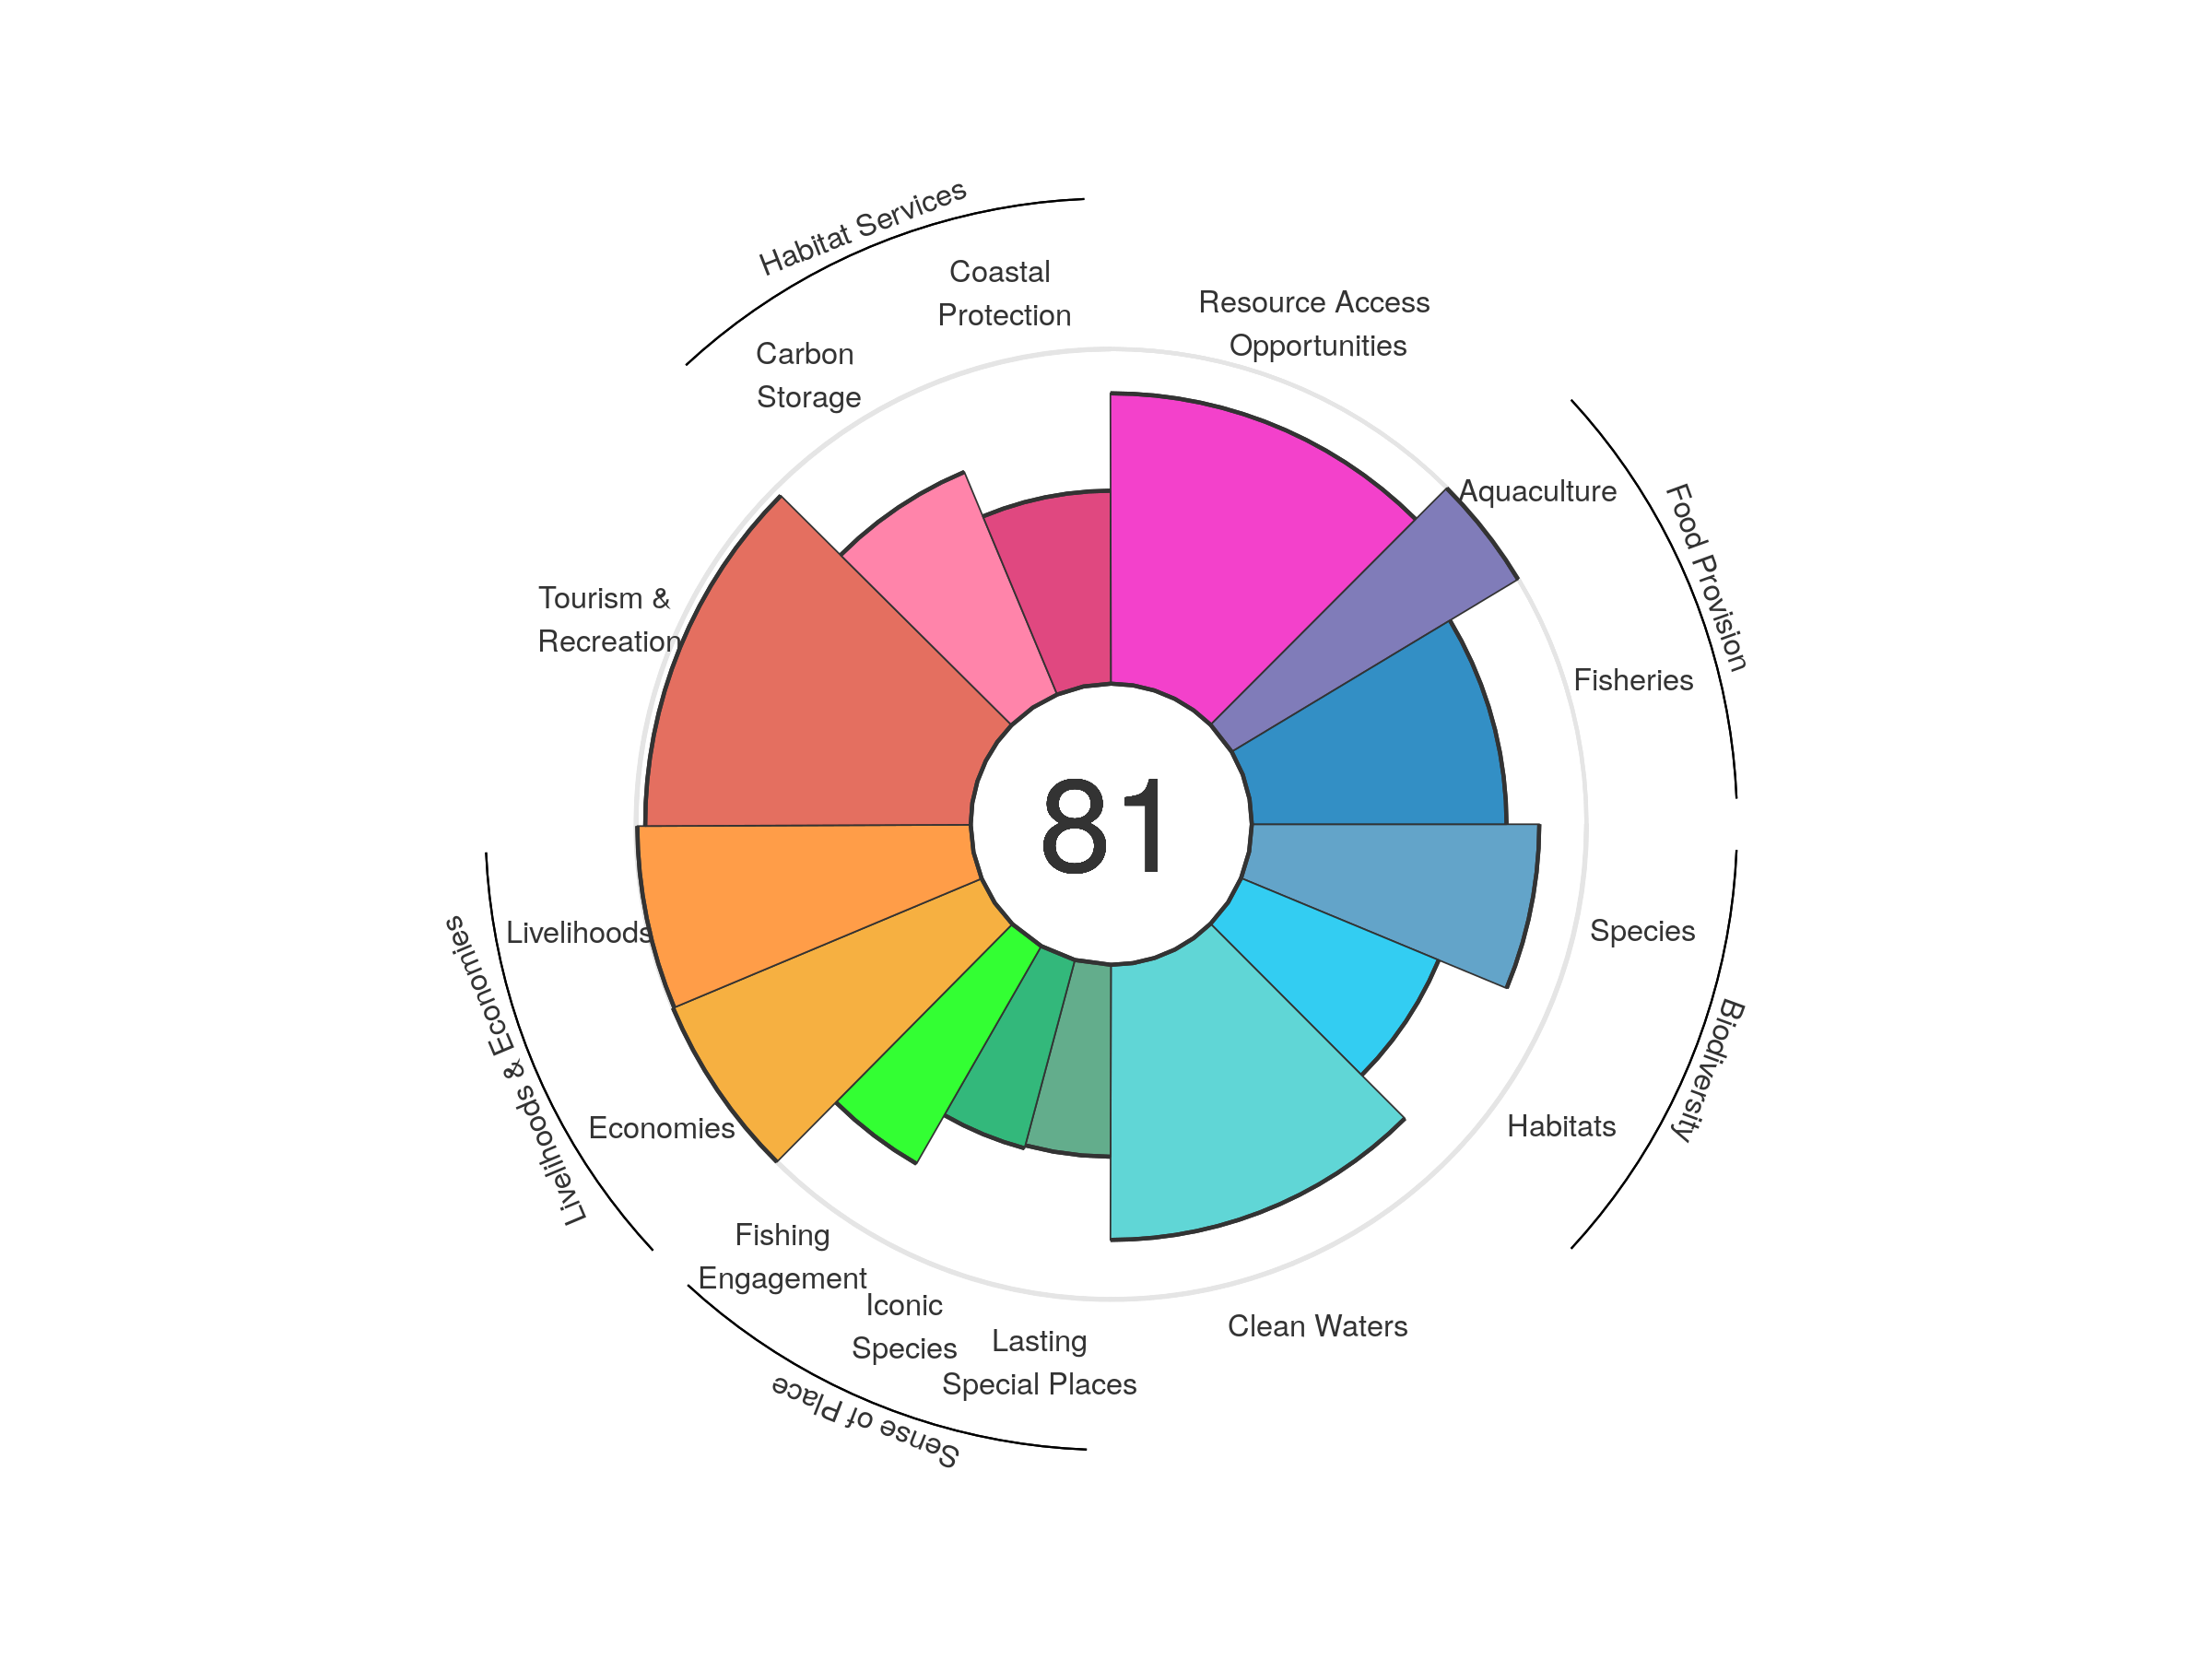 Habitat Services
Coastal
Protection
Resource Access
Opportunities
Carbon
Storage
Aquaculture
Food Provision
Tourism &
Recreation
Fisheries
81
Livelihoods
Species
Livelihoods & Economies
Biodiversity
Economies
Habitats
Fishing
Engagement
Iconic
Species
Lasting
Special Places
Clean Waters
Sense of Place